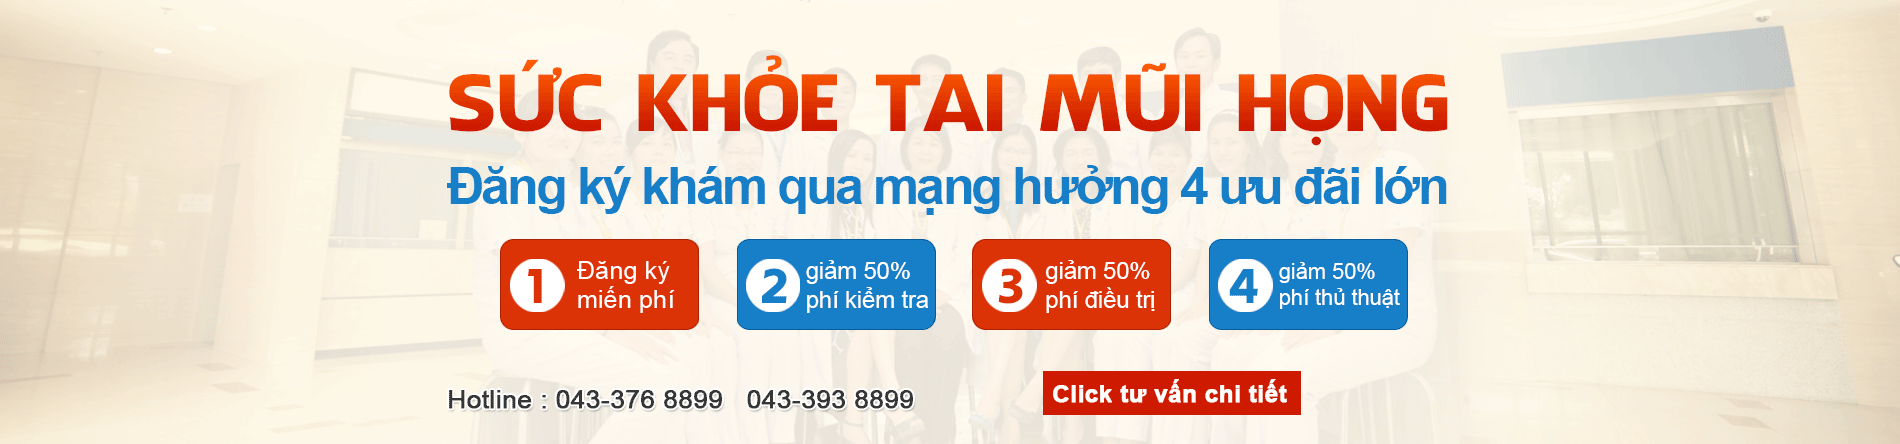 SỨC KHỎE TAI MŨI HỌNG
Đăng ký khám qua mạng hưởng 4 ưu đãi lớn
1 Đăng ký
miến phí
2 giảm 50%
phí kiểm tra
3 giảm 50%
phí điều trị
4 giảm 50%
phí thủ thuật
Hotline : 043-376 8899 043-393 8899
Click tư vấn chi tiết